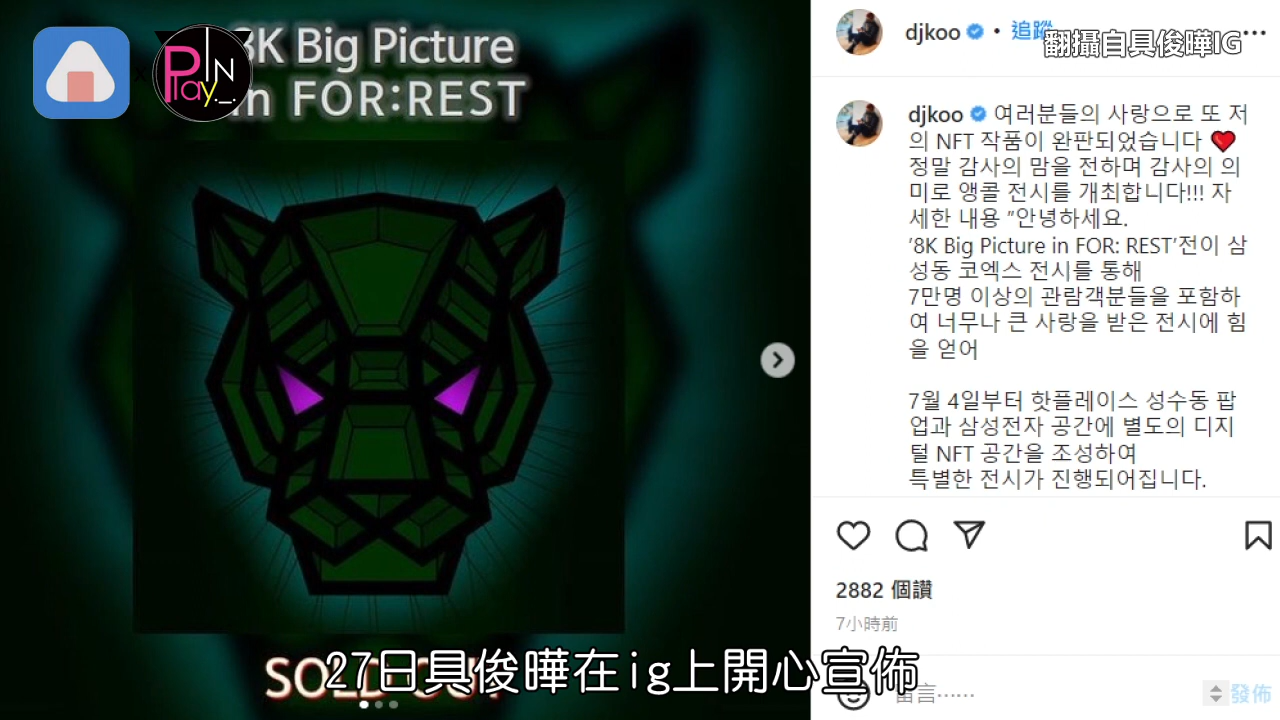 8K Big Picture
in FOR:REST
Play IN
djkoo • 追蹤
翻攝自具俊曄IG
djkoo 여러분들의 사랑으로 또 저
의 NFT 작품이 완판되었습니다 ❤️
정말 감사의 맘을 전하며 감사의 의
미로 앵콜 전시를 개최합니다!!! 자
세한 내용 ”안녕하세요.
’8K Big Picture in FOR: REST’전이 삼
성동 코엑스 전시를 통해
7만명 이상의 관람객분들을 포함하
여 너무나 큰 사랑을 받은 전시에 힘
을 얻어
7월 4일부터 핫플레이스 성수동 팝
업과 삼성전자 공간에 별도의 디지
털 NFT 공간을 조성하여
특별한 전시가 진행되어집니다.
2882 個讚
7小時前
SOLD OUT
27日具俊曄在ig上開心宣佈
留言……
發佈